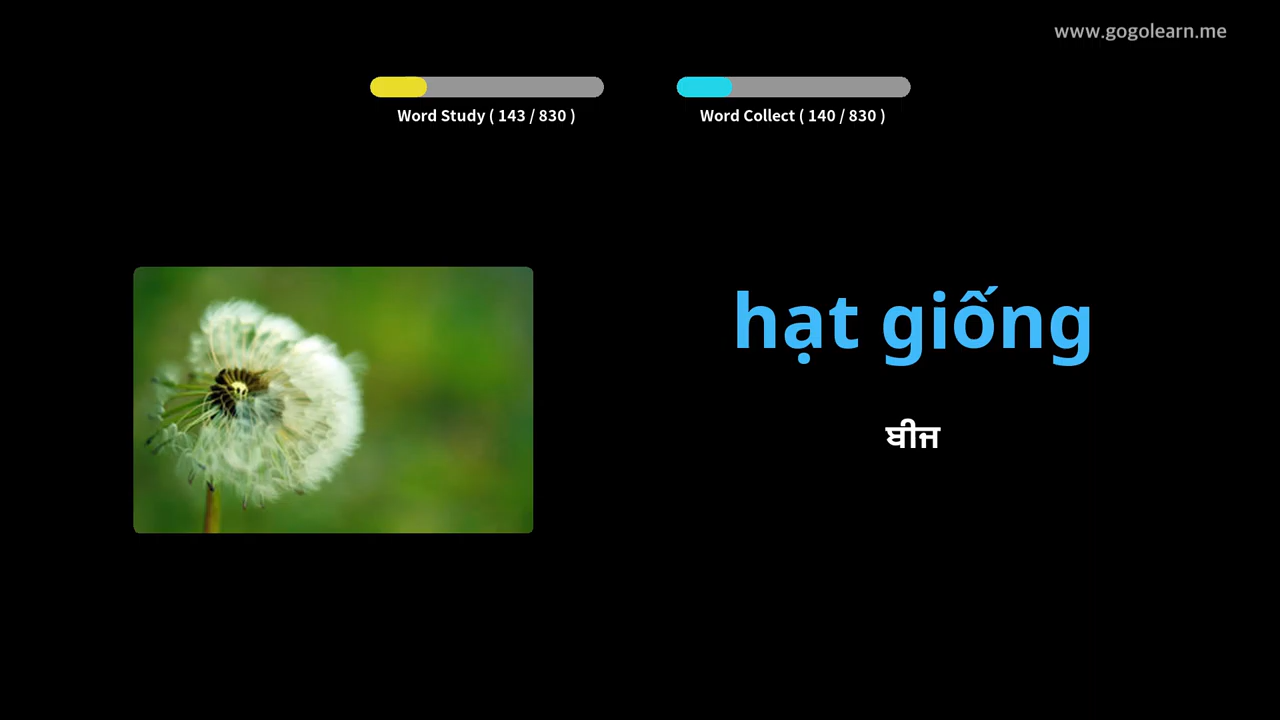 www.gogolearn.me
Word Study ( 143 / 830 )
Word Collect ( 140 / 830 )
hạt giống
बीज